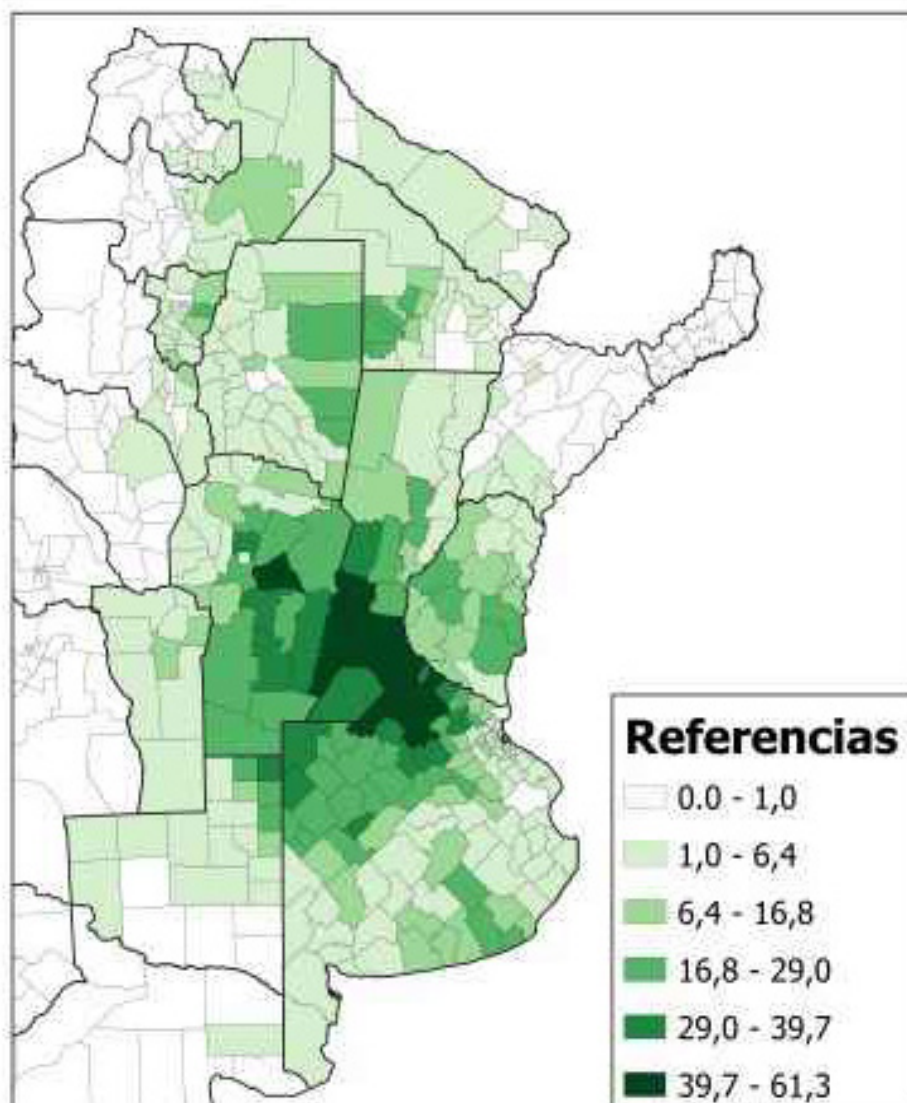 Referencias
0.0 - 1,0
1,0 - 6,4
6,4 - 16,8
16,8 - 29,0
29,0 - 39,7
39,7 - 61,3